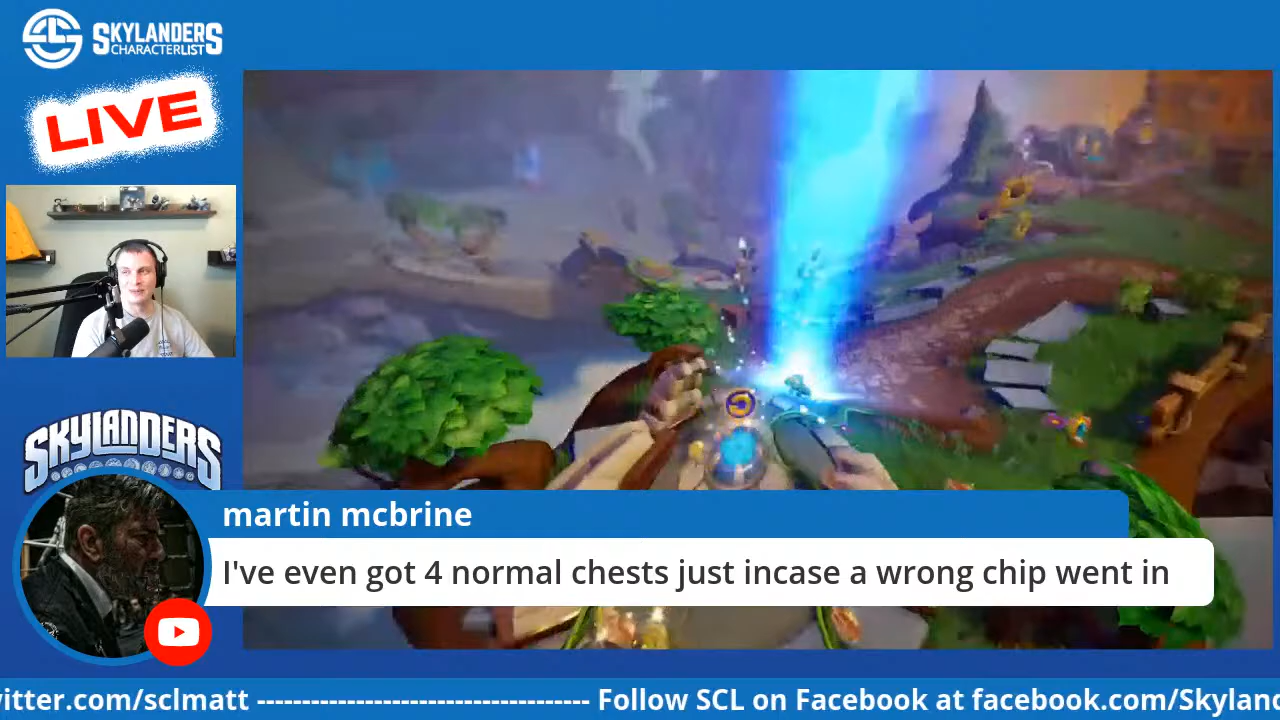 SKYLANDERS
CHARACTERLIST
LIVE
SKYLANDERS
martin mcbrine
I've even got 4 normal chests just incase a wrong chip went in
witter.com/sclmatt ------------------------------------ Follow SCL on Facebook at facebook.com/Skyland